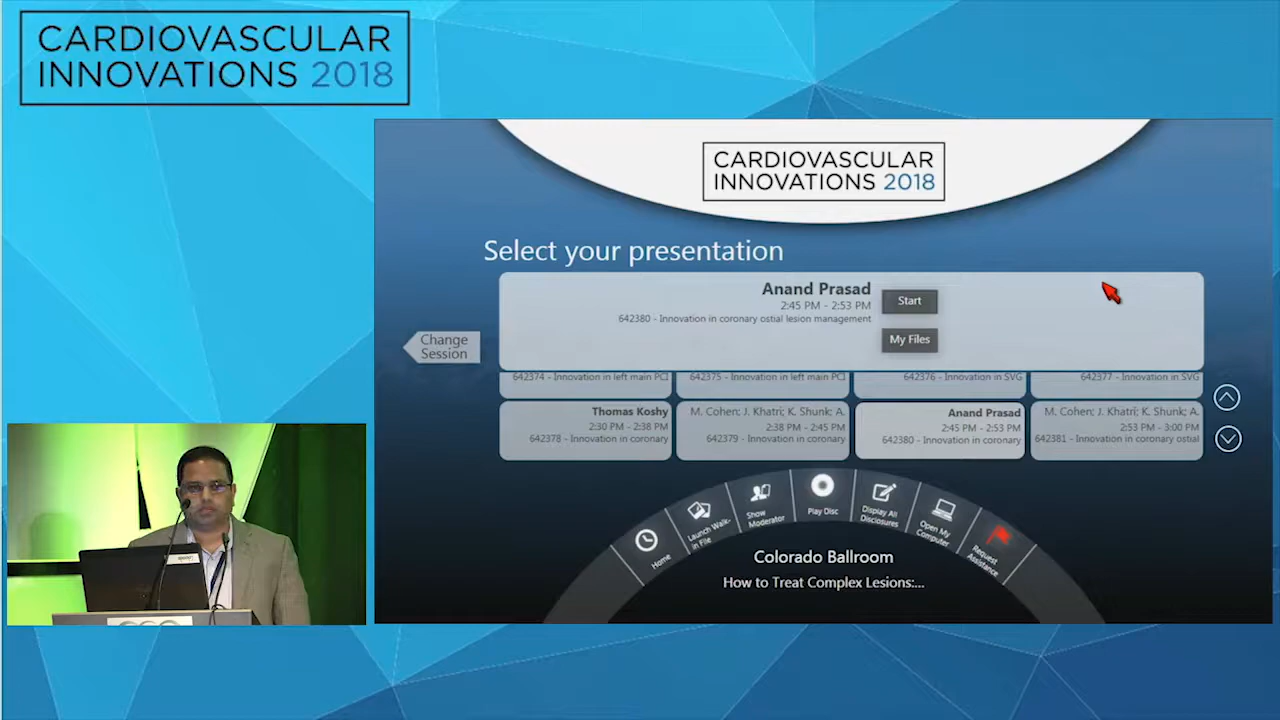 CARDIOVASCULAR
INNOVATIONS 2018
CARDIOVASCULAR
INNOVATIONS 2018
Select your presentation
Anand Prasad
2:45 PM - 2:53 PM
642380 - Innovation in coronary ostial lesion management
Start
My Files
Change
Session
642374 - Innovation in left main PCI
642375 - Innovation in left main PCI
642376 - Innovation in SVG
642377 - Innovation in SVG
Thomas Koshy
2:30 PM - 2:38 PM
642378 - Innovation in coronary
M. Cohen; J. Khatri; K. Shunk; A.
2:38 PM - 2:45 PM
642379 - Innovation in coronary
Anand Prasad
2:45 PM - 2:53 PM
642380 - Innovation in coronary
M. Cohen; J. Khatri; K. Shunk; A.
2:53 PM - 3:00 PM
642381 - Innovation in coronary ostial
Home
Launch Walk-
in File
Show
Moderator
Play Disc
Display All
Disclosures
Open My
Computer
Request
Assistance
Colorado Ballroom
How to Treat Complex Lesions:...